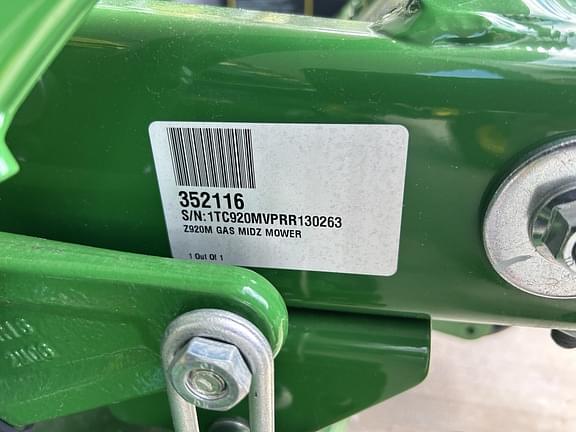 352116
S/N:1TC920MVPRR130263
Z920M GAS MIDZ MOWER
1 Out Of 1